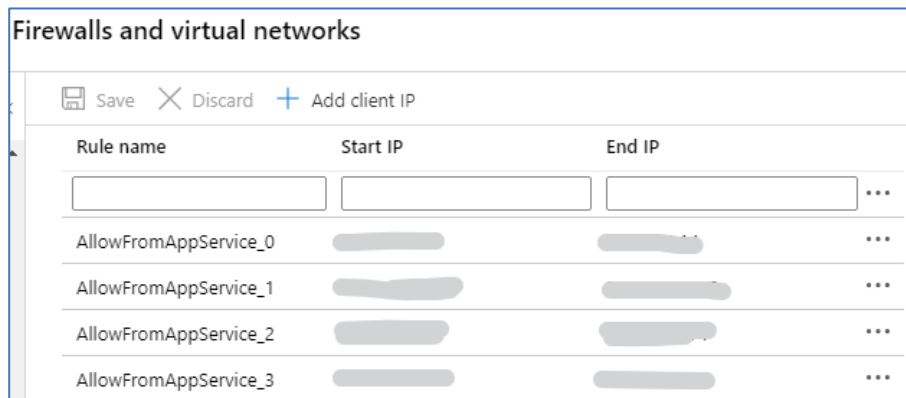 Firewalls and virtual networks
Save Discard Add client IP
Rule name Start IP End IP
AllowFromAppService_0
AllowFromAppService_1
AllowFromAppService_2
AllowFromAppService_3